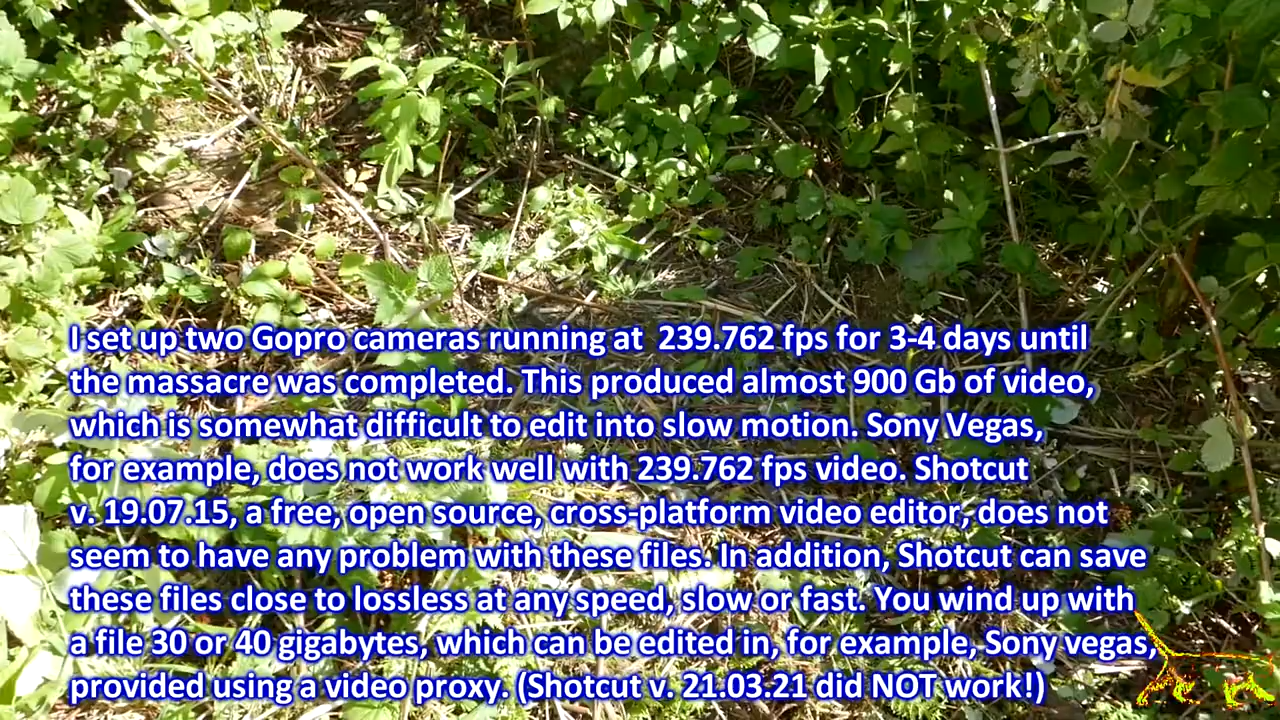 I set up two Gopro cameras running at 239.762 fps for 3-4 days until
the massacre was completed. This produced almost 900 Gb of video,
which is somewhat difficult to edit into slow motion. Sony Vegas,
for example, does not work well with 239.762 fps video. Shotcut
v. 19.07.15, a free, open source, cross-platform video editor, does not
seem to have any problem with these files. In addition, Shotcut can save
these files close to lossless at any speed, slow or fast. You wind up with
a file 30 or 40 gigabytes, which can be edited in, for example, Sony vegas,
provided using a video proxy. (Shotcut v. 21.03.21 did NOT work!)